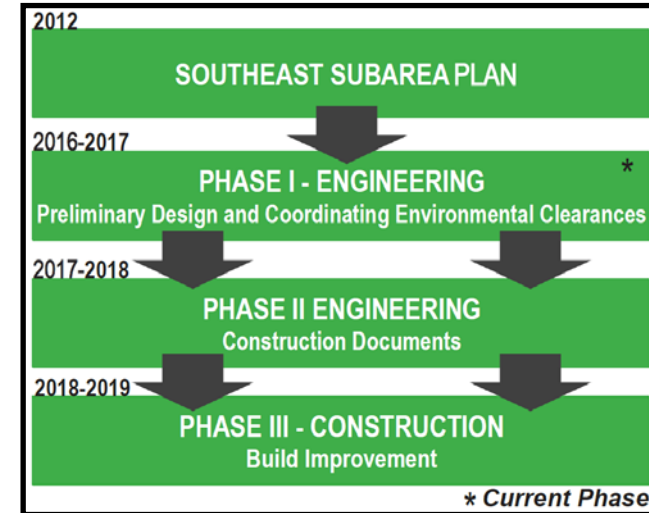 2012
SOUTHEAST SUBAREA PLAN
2016-2017
*
PHASE I - ENGINEERING
Preliminary Design and Coordinating Environmental Clearances
2017-2018
PHASE II ENGINEERING
Construction Documents
2018-2019
PHASE III - CONSTRUCTION
Build Improvement
* Current Phase